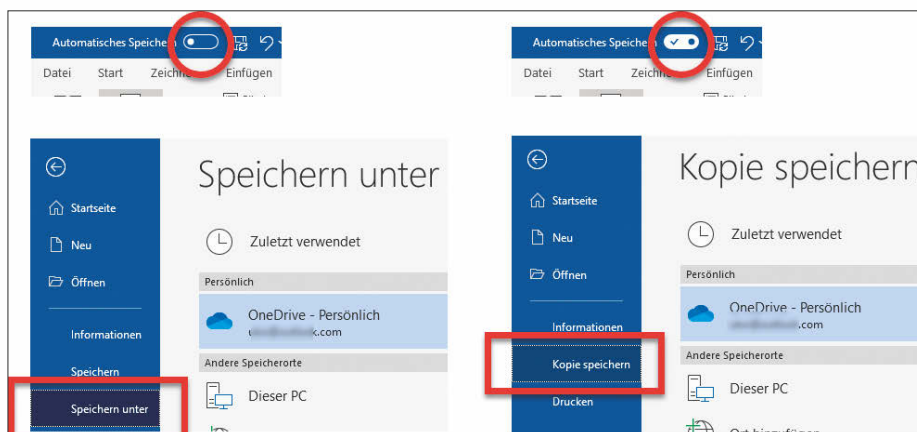 Automatisches Speichern
Datei Start Zeichnen Einfügen
Speichern unter
Startseite
Neu
Öffnen
Informationen
Speichern
Speichern unter
Zuletzt verwendet
Persönlich
OneDrive - Persönlich
.com
Andere Speicherorte
Dieser PC
Automatisches Speichern
Datei Start Zeichnen Einfügen
Kopie speichern
Startseite
Neu
Öffnen
Informationen
Kopie speichern
Drucken
Zuletzt verwendet
Persönlich
OneDrive - Persönlich
.com
Andere Speicherorte
Dieser PC
Ort hinzufügen